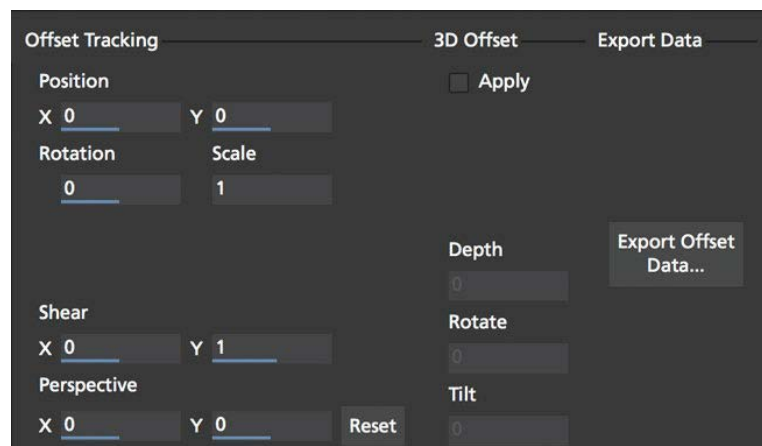 Offset Tracking
3D Offset
Export Data
Position
Apply
X 0 Y 0
Rotation Scale
0 1
Depth
Export Offset
Data...
0
Shear
Rotate
X 0 Y 1
0
Perspective
Tilt
X 0 Y 0 Reset
0